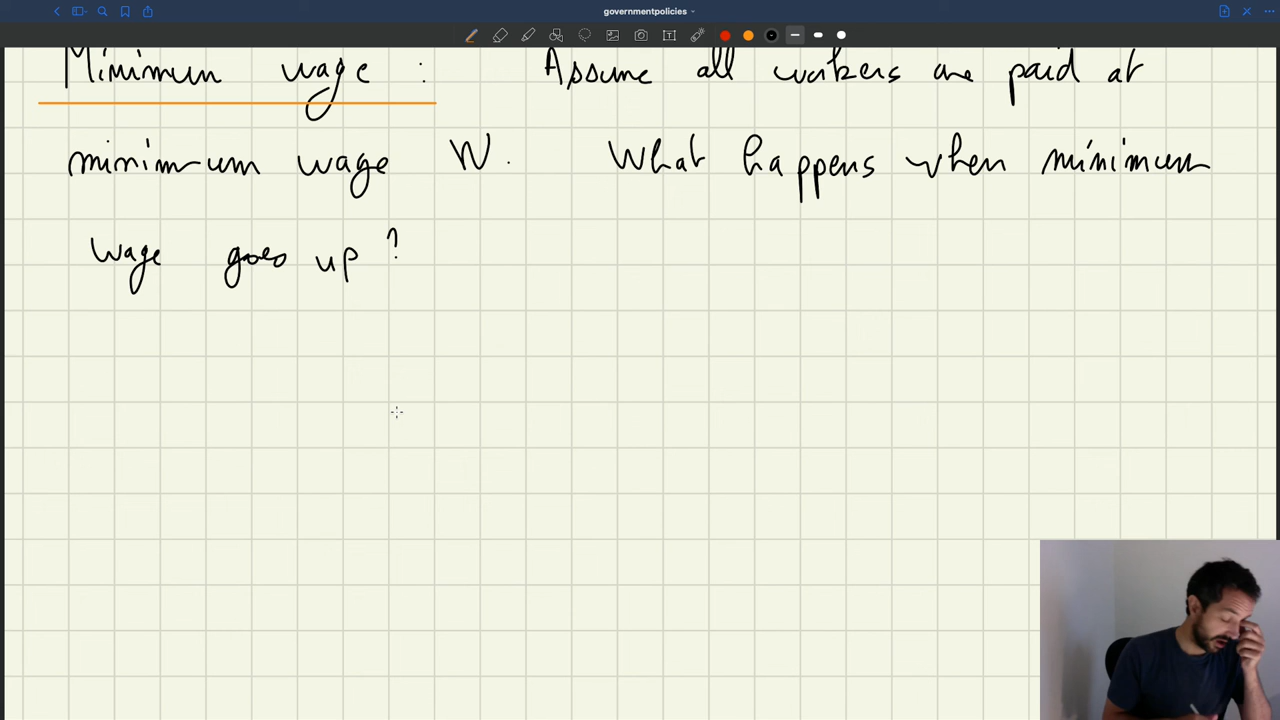 governmentpolicies
Minimum wage : Assume all workers are paid at
minimum wage W. What happens when minimum
wage goes up ?